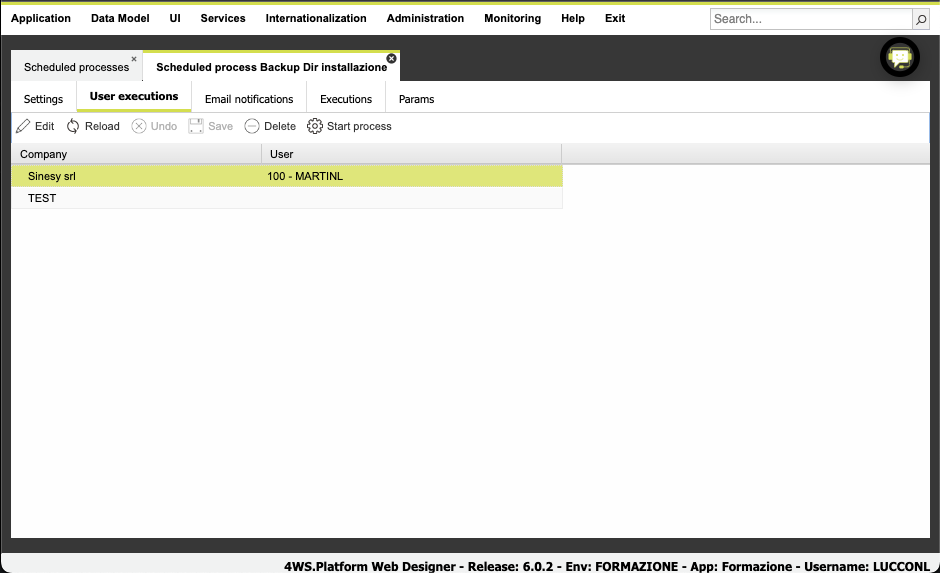 Application Data Model UI Services Internationalization Administration Monitoring Help Exit Search...
Scheduled processes Scheduled process Backup Dir installazione
Settings User executions Email notifications Executions Params
Edit Reload Undo Save Delete Start process
Company User
Sinesy srl 100 - MARTINL
TEST
4WS.Platform Web Designer - Release: 6.0.2 - Env: FORMAZIONE - App: Formazione - Username: LUCCONL